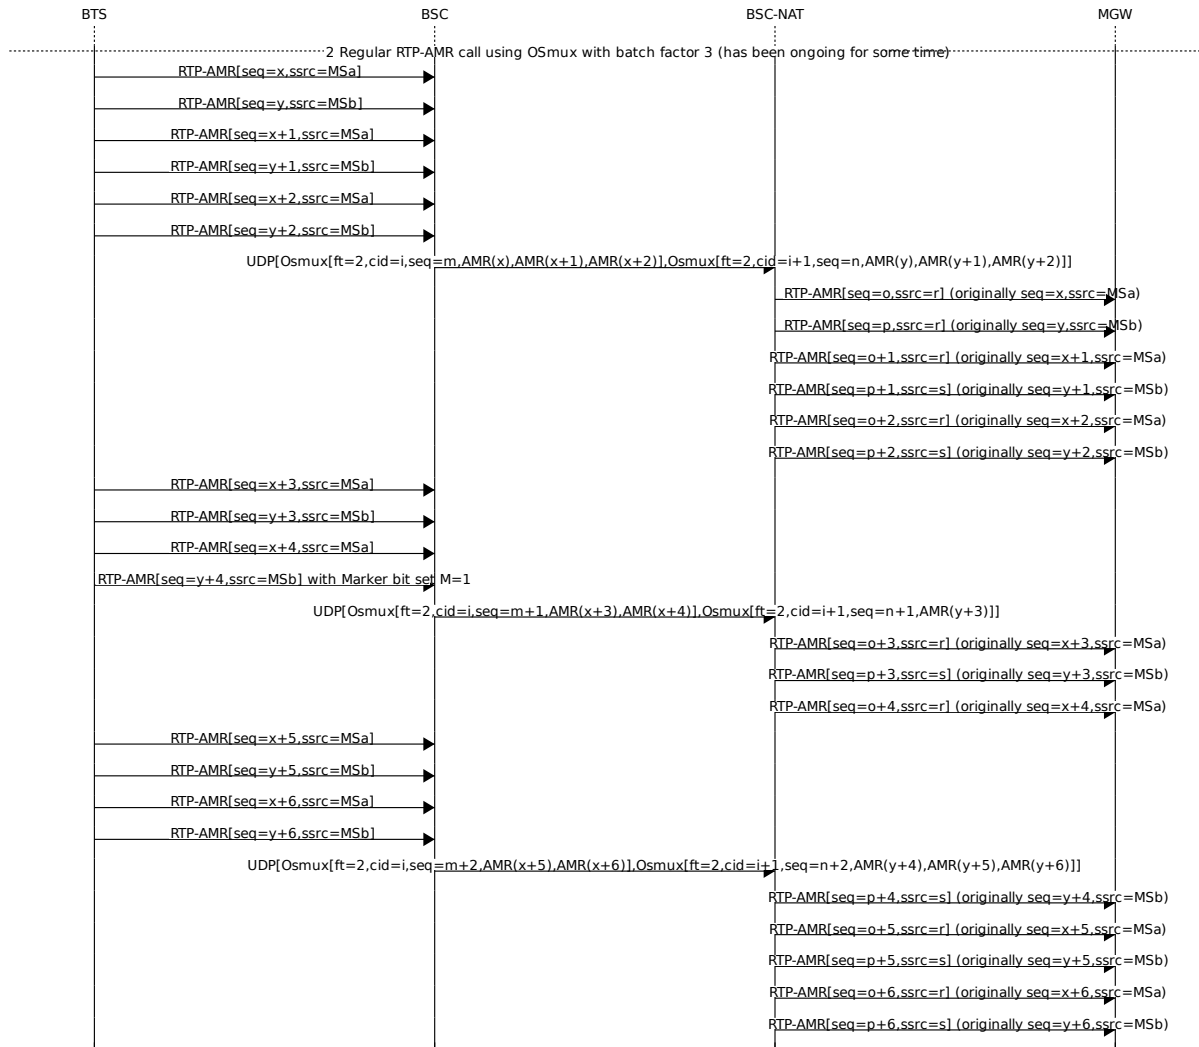 BTS BSC BSC-NAT MGW
2 Regular RTP-AMR call using OSmux with batch factor 3 (has been ongoing for some time)
RTP-AMR[seq=x,ssrc=MSa]
RTP-AMR[seq=y,ssrc=MSb]
RTP-AMR[seq=x+1,ssrc=MSa]
RTP-AMR[seq=y+1,ssrc=MSb]
RTP-AMR[seq=x+2,ssrc=MSa]
RTP-AMR[seq=y+2,ssrc=MSb]
UDP[Osmux[ft=2,cid=i,seq=m,AMR(x),AMR(x+1),AMR(x+2)],Osmux[ft=2,cid=i+1,seq=n,AMR(y),AMR(y+1),AMR(y+2)]]
RTP-AMR[seq=o,ssrc=r] (originally seq=x,ssrc=MSa)
RTP-AMR[seq=p,ssrc=r] (originally seq=y,ssrc=MSb)
RTP-AMR[seq=o+1,ssrc=r] (originally seq=x+1,ssrc=MSa)
RTP-AMR[seq=p+1,ssrc=s] (originally seq=y+1,ssrc=MSb)
RTP-AMR[seq=o+2,ssrc=r] (originally seq=x+2,ssrc=MSa)
RTP-AMR[seq=p+2,ssrc=s] (originally seq=y+2,ssrc=MSb)
RTP-AMR[seq=x+3,ssrc=MSa]
RTP-AMR[seq=y+3,ssrc=MSb]
RTP-AMR[seq=x+4,ssrc=MSa]
RTP-AMR[seq=y+4,ssrc=MSb] with Marker bit set M=1
UDP[Osmux[ft=2,cid=i,seq=m+1,AMR(x+3),AMR(x+4)],Osmux[ft=2,cid=i+1,seq=n+1,AMR(y+3)]]
RTP-AMR[seq=o+3,ssrc=r] (originally seq=x+3,ssrc=MSa)
RTP-AMR[seq=p+3,ssrc=s] (originally seq=y+3,ssrc=MSb)
RTP-AMR[seq=o+4,ssrc=r] (originally seq=x+4,ssrc=MSa)
RTP-AMR[seq=x+5,ssrc=MSa]
RTP-AMR[seq=y+5,ssrc=MSb]
RTP-AMR[seq=x+6,ssrc=MSa]
RTP-AMR[seq=y+6,ssrc=MSb]
UDP[Osmux[ft=2,cid=i,seq=m+2,AMR(x+5),AMR(x+6)],Osmux[ft=2,cid=i+1,seq=n+2,AMR(y+4),AMR(y+5),AMR(y+6)]]
RTP-AMR[seq=p+4,ssrc=s] (originally seq=y+4,ssrc=MSb)
RTP-AMR[seq=o+5,ssrc=r] (originally seq=x+5,ssrc=MSa)
RTP-AMR[seq=p+5,ssrc=s] (originally seq=y+5,ssrc=MSb)
RTP-AMR[seq=o+6,ssrc=r] (originally seq=x+6,ssrc=MSa)
RTP-AMR[seq=p+6,ssrc=s] (originally seq=y+6,ssrc=MSb)